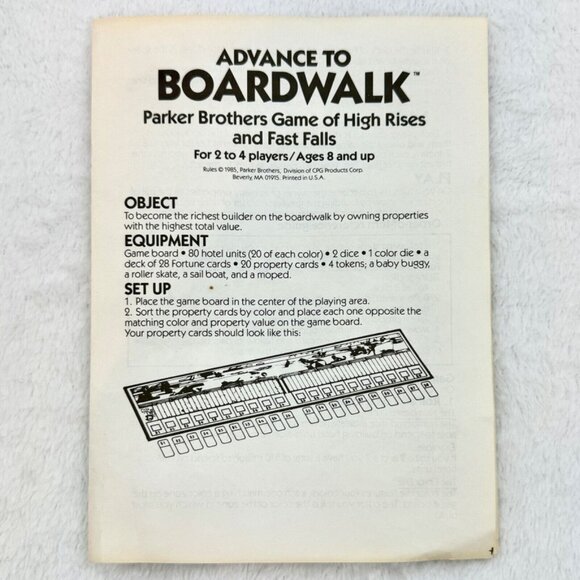 ADVANCE TO
BOARDWALK™
Parker Brothers Game of High Rises
and Fast Falls
For 2 to 4 players/Ages 8 and up
Rules © 1985, Parker Brothers, Division of CPG Products Corp.
Beverly, MA 01915. Printed in U.S.A.
OBJECT
To become the richest builder on the boardwalk by owning properties
with the highest total value.
EQUIPMENT
Game board • 80 hotel units (20 of each color) • 2 dice • 1 color die • a
deck of 28 Fortune cards • 20 property cards • 4 tokens; a baby buggy,
a roller skate, a sail boat, and a moped.
SET UP
1. Place the game board in the center of the playing area.
2. Sort the property cards by color and place each one opposite the
matching color and property value on the game board.
Your property cards should look like this: